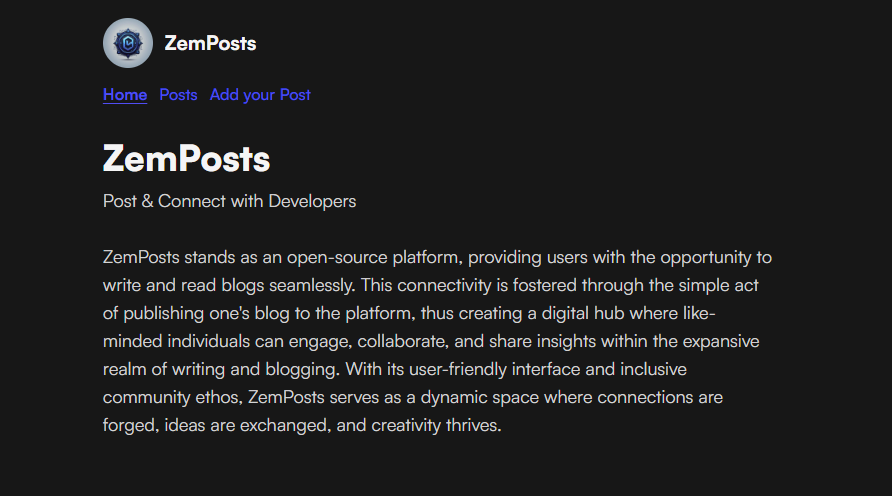 ZemPosts
Home Posts Add your Post
ZemPosts
Post & Connect with Developers
ZemPosts stands as an open-source platform, providing users with the opportunity to
write and read blogs seamlessly. This connectivity is fostered through the simple act
of publishing one's blog to the platform, thus creating a digital hub where like-
minded individuals can engage, collaborate, and share insights within the expansive
realm of writing and blogging. With its user-friendly interface and inclusive
community ethos, ZemPosts serves as a dynamic space where connections are
forged, ideas are exchanged, and creativity thrives.